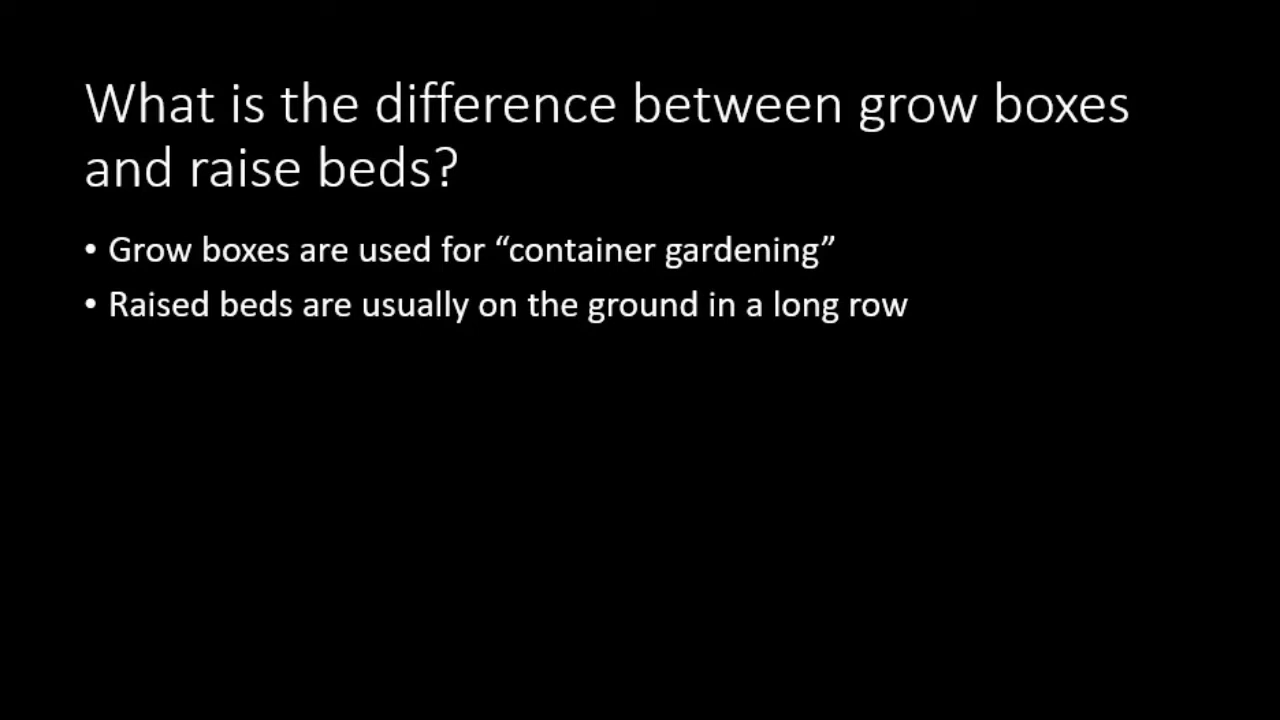 What is the difference between grow boxes
and raise beds?
• Grow boxes are used for “container gardening”
• Raised beds are usually on the ground in a long row